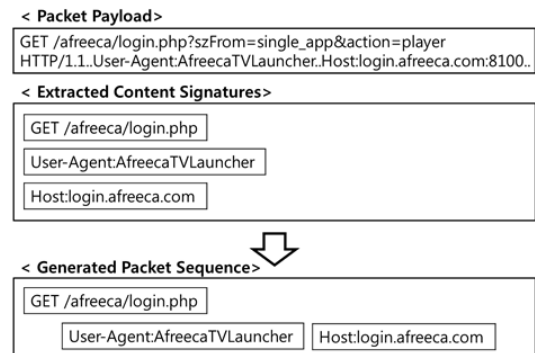 < Packet Payload>
GET /afreeca/login.php?szFrom=single_app&action=player
HTTP/1.1..User-Agent:AfreecaTVLauncher..Host:login.afreeca.com:8100..
< Extracted Content Signatures>
GET /afreeca/login.php
User-Agent:AfreecaTVLauncher
Host:login.afreeca.com
< Generated Packet Sequence>
GET /afreeca/login.php
User-Agent:AfreecaTVLauncher Host:login.afreeca.com